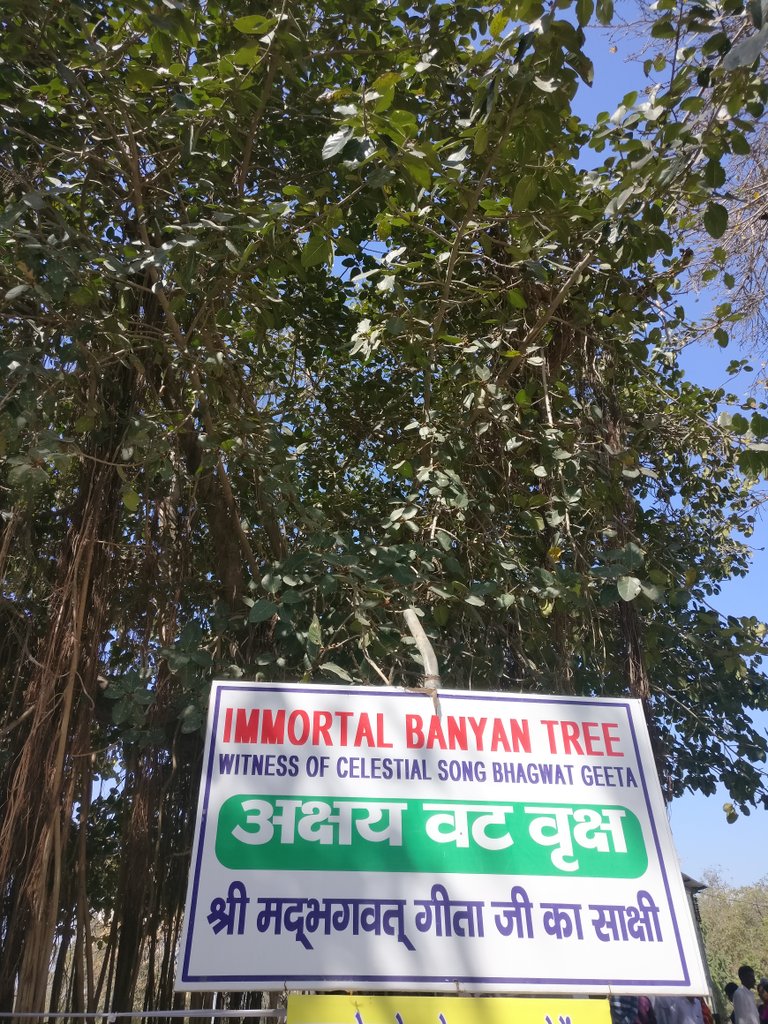 IMMORTAL BANYAN TREE
WITNESS OF CELESTIAL SONG BHAGWAT GEETA
अक्षय वट वृक्ष
श्री मद्‌भगवत् गीता जी का साक्षी